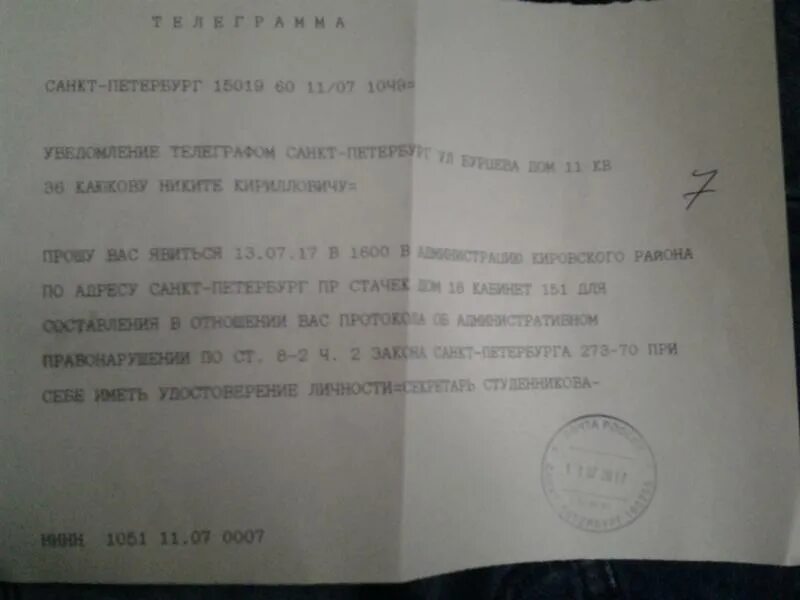 ТЕЛЕГРАММА
САНКТ-ПЕТЕРБУРГ 15019 60 11/07 1049=
УВЕДОМЛЕНИЕ ТЕЛЕГРАФОМ САНКТ-ПЕТЕРБУРГ УЛ БУРЦЕВА ДОМ 11 КВ
36 НИКИТЕ КИРИЛЛОВИЧУ=
7
ПРОШУ ВАС ЯВИТЬСЯ 13.07.17 В 1600 В АДМИНИСТРАЦИЮ КИРОВСКОГО РАЙОНА
ПО АДРЕСУ САНКТ-ПЕТЕРБУРГ ПР СТАЧЕК ДОМ 18 КАБИНЕТ 151 ДЛЯ
СОСТАВЛЕНИЯ В ОТНОШЕНИИ ВАС ПРОТОКОЛА ОБ АДМИНИСТРАТИВНОМ
ПРАВОНАРУШЕНИИ ПО СТ. 8-2 Ч. 2 ЗАКОНА САНКТ-ПЕТЕРБУРГА 273-70 ПРИ
СЕБЕ ИМЕТЬ УДОСТОВЕРЕНИЕ ЛИЧНОСТИ=СЕКРЕТАРЬ СТУДЕННИКОВА-
ПОЧТА РОССИИ
НННН 1051 11.07 0007